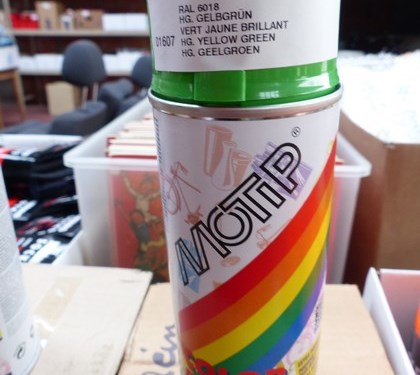 RAL 6018
HG. GELBGRÜN
VERT JAUNE BRILLANT
01607 HG. YELLOW GREEN
HG. GEELGROEN
MOTIP®